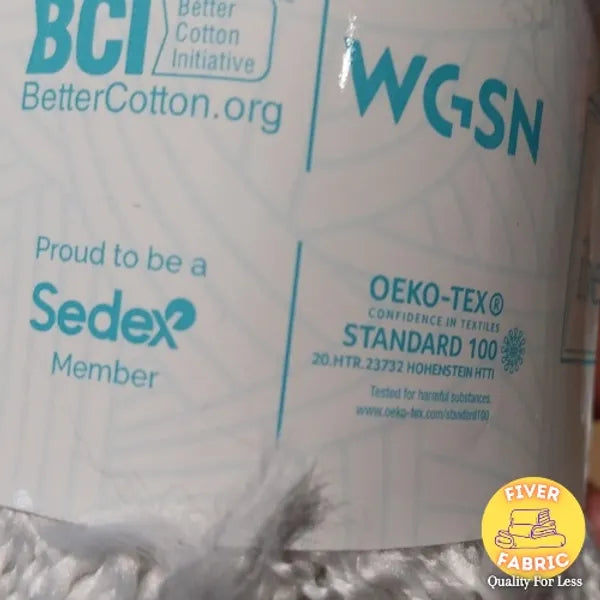 BCI
Better
Cotton
Initiative
BetterCotton.org
WGSN
Proud to be a
Sedex
Member
OEKO-TEX®
CONFIDENCE IN TEXTILES
STANDARD 100
20.HTR.23732 HOHENSTEIN HTTI
Tested for harmful substances.
www.oeko-tex.com/standard100
FIVER
FABRIC
Quality For Less